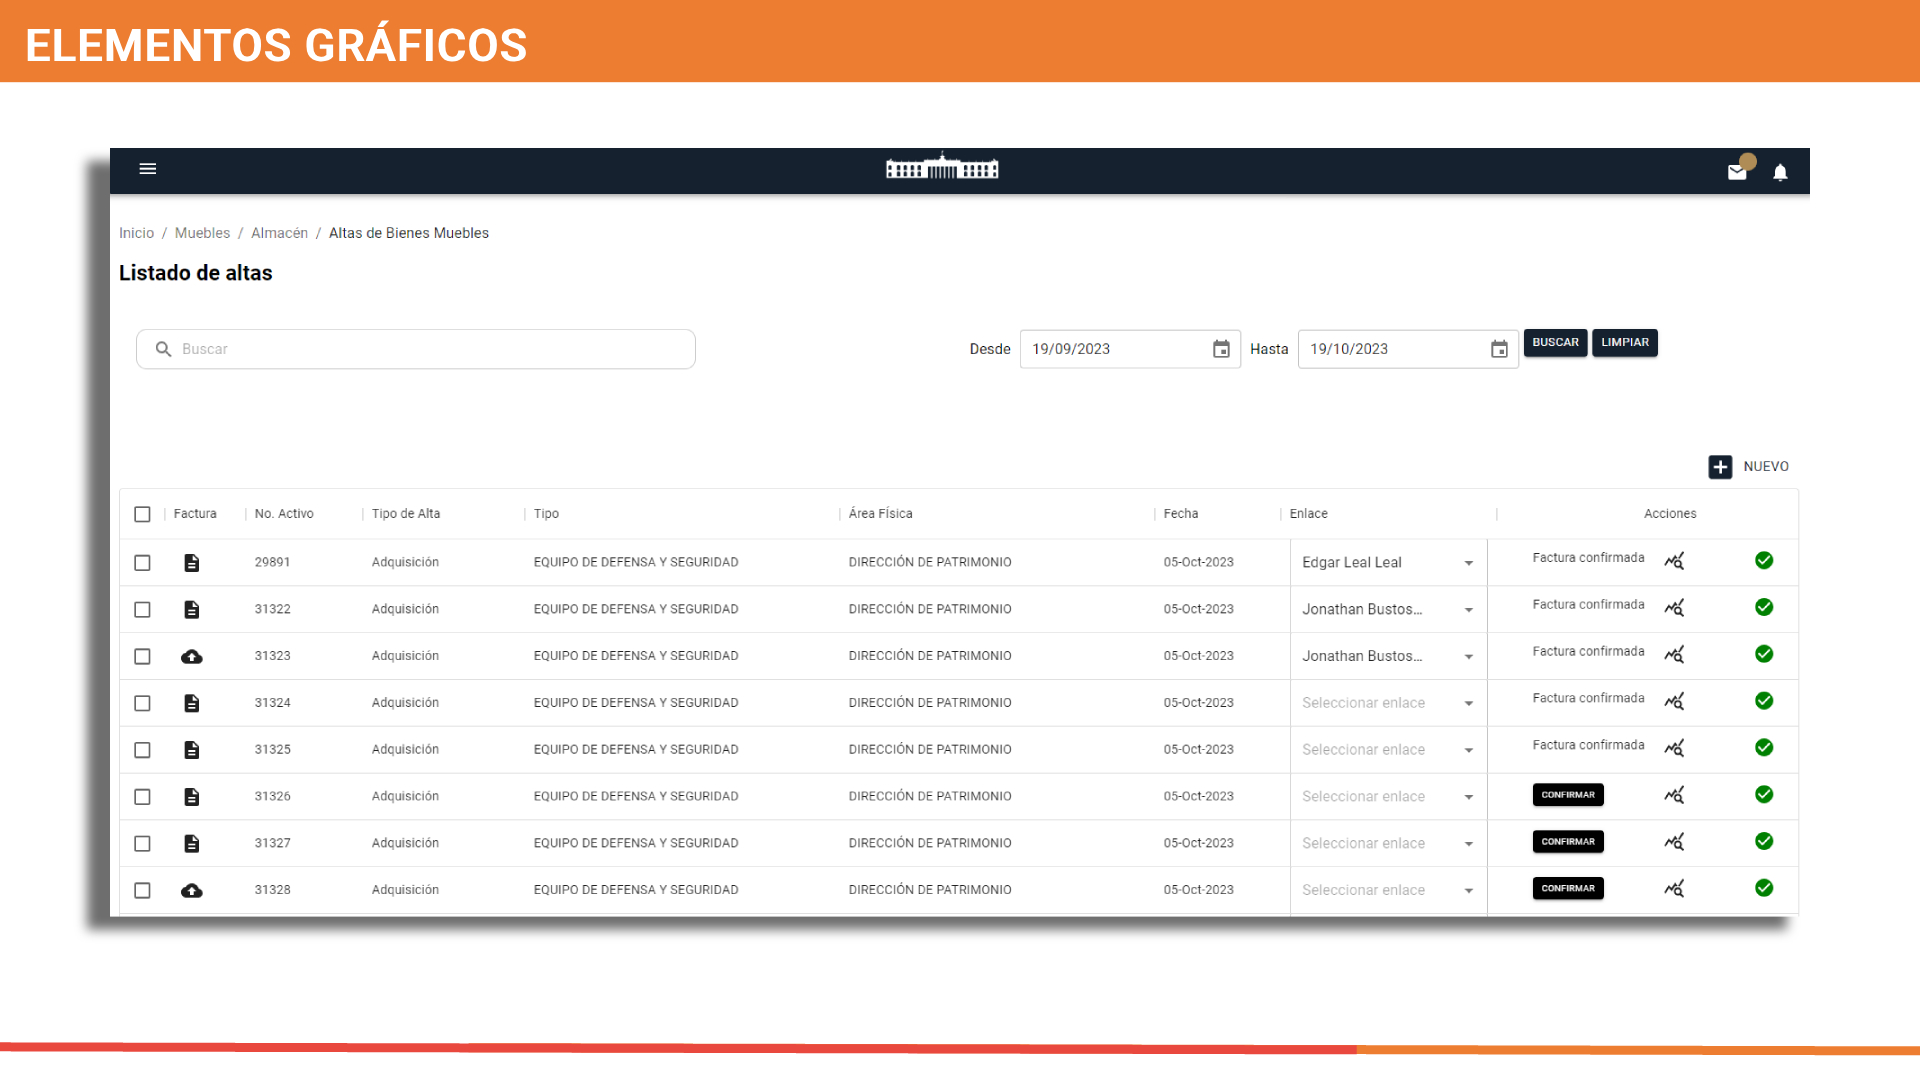 ELEMENTOS GRÁFICOS
Inicio / Muebles / Almacén / Altas de Bienes Muebles
Listado de altas
Buscar Desde 19/09/2023 Hasta 19/10/2023 BUSCAR LIMPIAR
NUEVO
Factura No. Activo Tipo de Alta Tipo Área Física Fecha Enlace Acciones
29891 Adquisición EQUIPO DE DEFENSA Y SEGURIDAD DIRECCIÓN DE PATRIMONIO 05-Oct-2023 Edgar Leal Leal Factura confirmada
31322 Adquisición EQUIPO DE DEFENSA Y SEGURIDAD DIRECCIÓN DE PATRIMONIO 05-Oct-2023 Jonathan Bustos... Factura confirmada
31323 Adquisición EQUIPO DE DEFENSA Y SEGURIDAD DIRECCIÓN DE PATRIMONIO 05-Oct-2023 Jonathan Bustos... Factura confirmada
31324 Adquisición EQUIPO DE DEFENSA Y SEGURIDAD DIRECCIÓN DE PATRIMONIO 05-Oct-2023 Seleccionar enlace Factura confirmada
31325 Adquisición EQUIPO DE DEFENSA Y SEGURIDAD DIRECCIÓN DE PATRIMONIO 05-Oct-2023 Seleccionar enlace Factura confirmada
31326 Adquisición EQUIPO DE DEFENSA Y SEGURIDAD DIRECCIÓN DE PATRIMONIO 05-Oct-2023 Seleccionar enlace CONFIRMAR
31327 Adquisición EQUIPO DE DEFENSA Y SEGURIDAD DIRECCIÓN DE PATRIMONIO 05-Oct-2023 Seleccionar enlace CONFIRMAR
31328 Adquisición EQUIPO DE DEFENSA Y SEGURIDAD DIRECCIÓN DE PATRIMONIO 05-Oct-2023 Seleccionar enlace CONFIRMAR